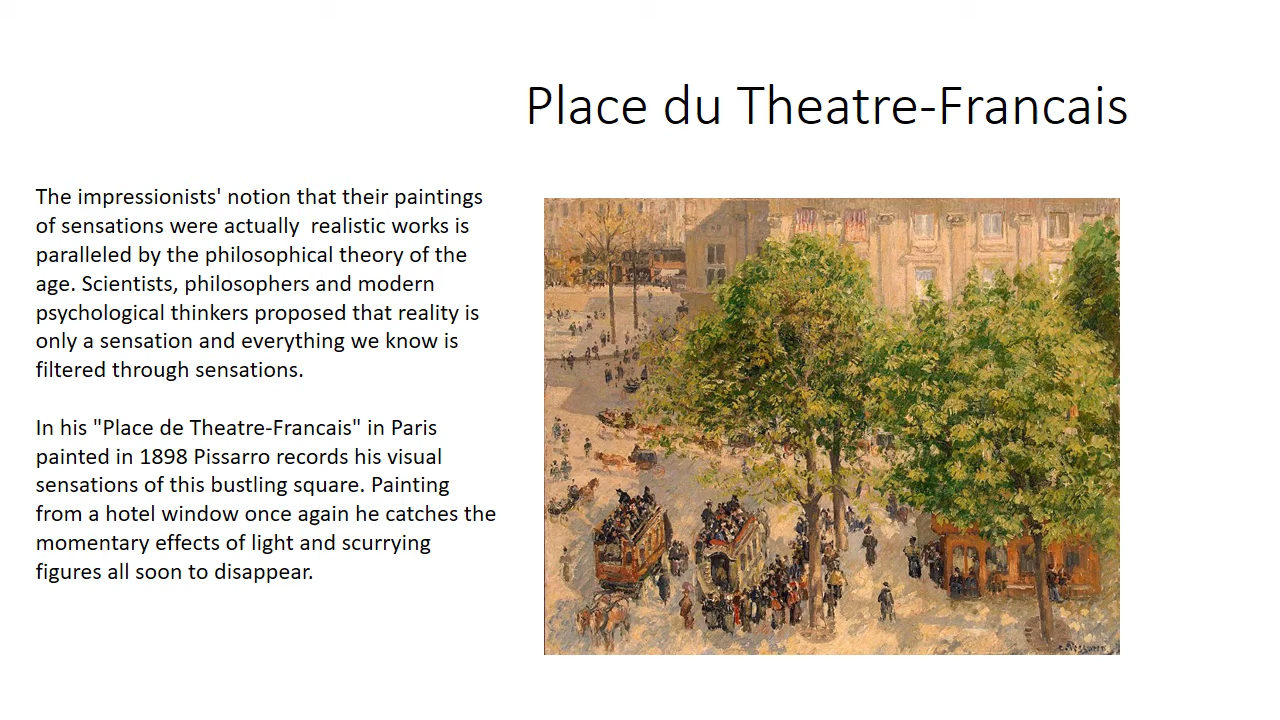 Place du Theatre-Francais
The impressionists' notion that their paintings
of sensations were actually  realistic works is
paralleled by the philosophical theory of the
age. Scientists, philosophers and modern
psychological thinkers proposed that reality is
only a sensation and everything we know is
filtered through sensations.
In his "Place de Theatre-Francais" in Paris
painted in 1898 Pissarro records his visual
sensations of this bustling square. Painting
from a hotel window once again he catches the
momentary effects of light and scurrying
figures all soon to disappear.
C. Pissarro